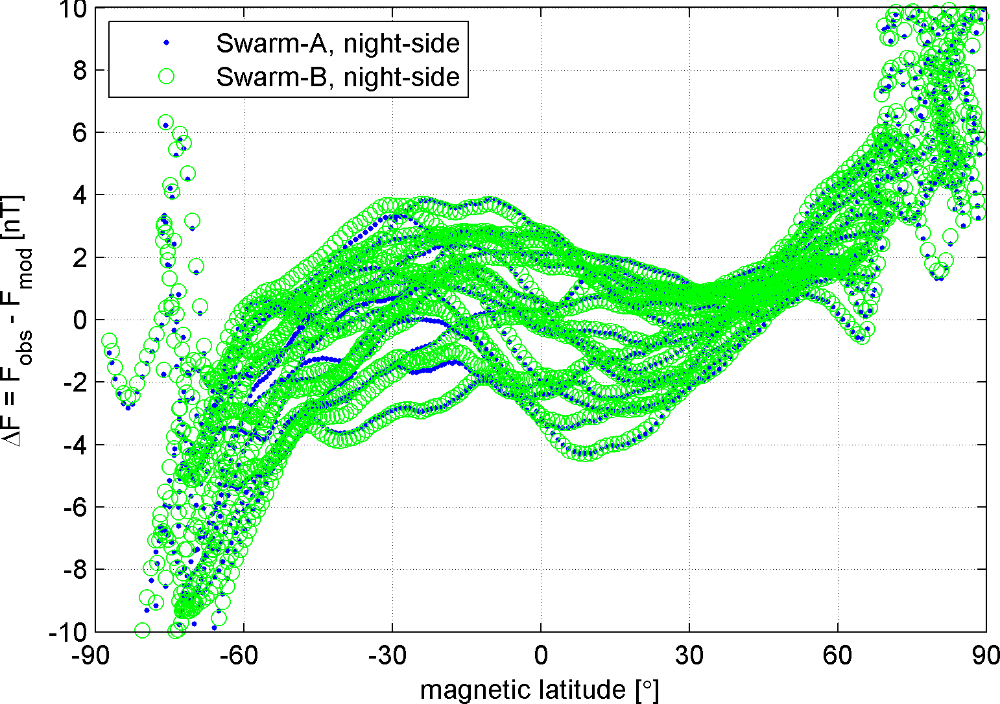 Swarm-A, night-side
Swarm-B, night-side
ΔF = F_obs - F_mod [nT]
10
8
6
4
2
0
-2
-4
-6
-8
-10
-90 -60 -30 0 30 60 90
magnetic latitude [°]